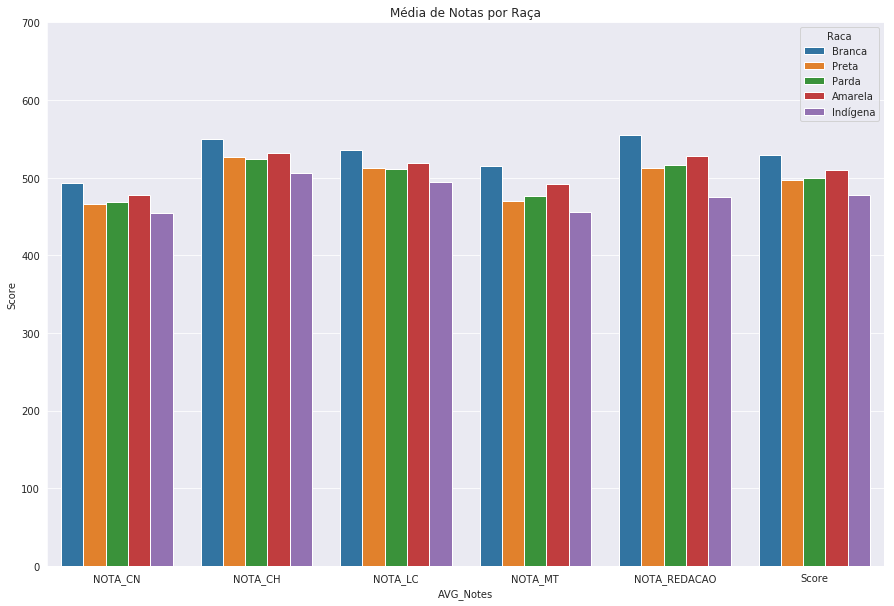 Média de Notas por Raça
Raca
Branca
Preta
Parda
Amarela
Indígena
700
600
500
400
300
200
100
0
Score
NOTA_CN
NOTA_CH
NOTA_LC
NOTA_MT
NOTA_REDACAO
Score
AVG_Notes